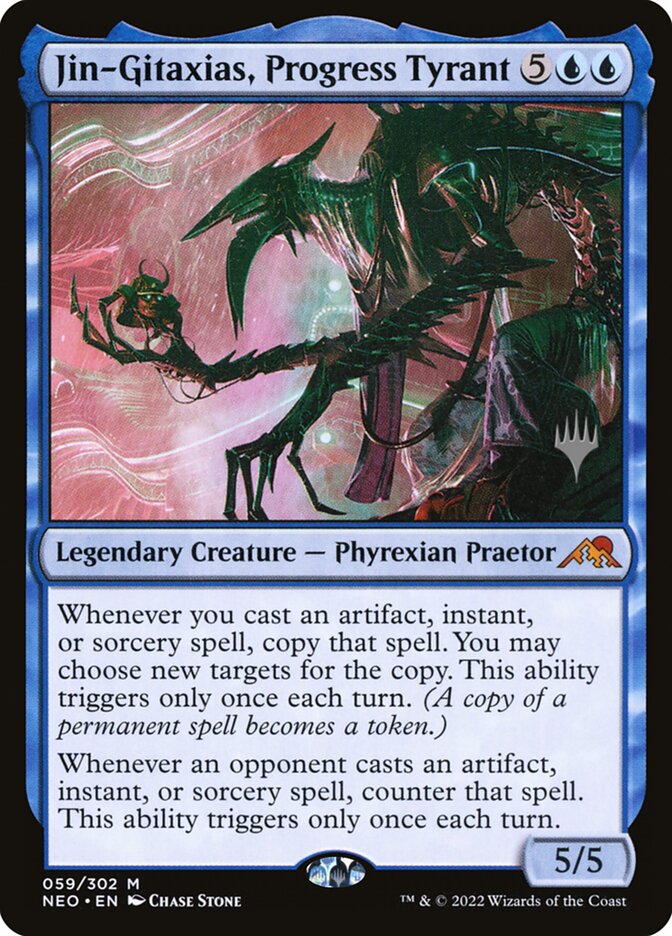 Jin-Gitaxias, Progress Tyrant 5
Legendary Creature — Phyrexian Praetor
Whenever you cast an artifact, instant,
or sorcery spell, copy that spell. You may
choose new targets for the copy. This ability
triggers only once each turn. (A copy of a
permanent spell becomes a token.)
Whenever an opponent casts an artifact,
instant, or sorcery spell, counter that spell.
This ability triggers only once each turn.
5/5
059/302 M
NEO • EN Chase Stone
™ & © 2022 Wizards of the Coast